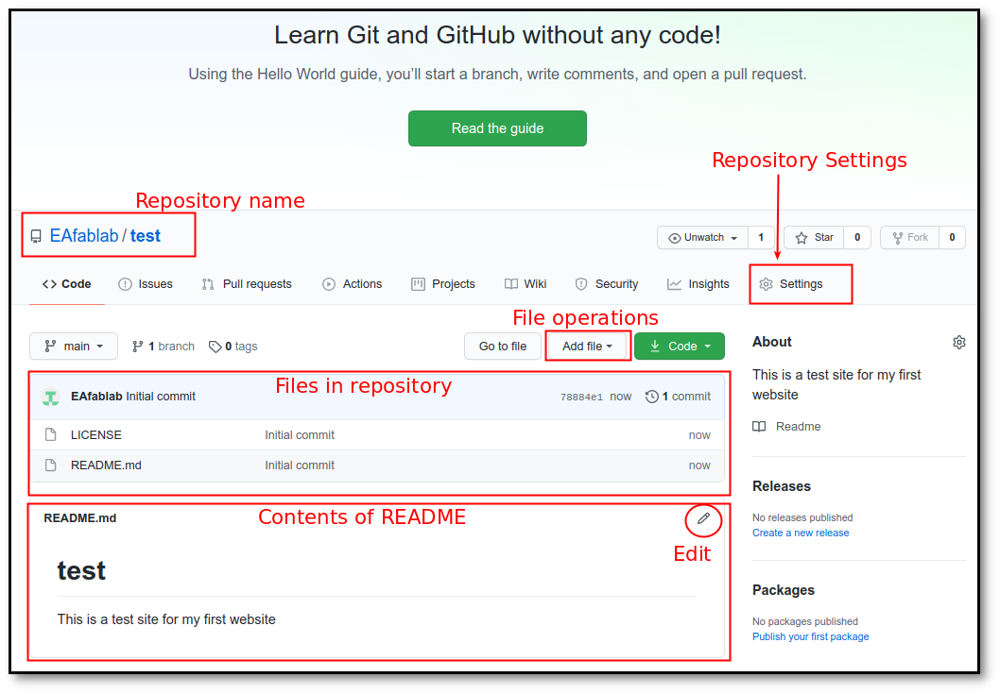 Learn Git and GitHub without any code!
Using the Hello World guide, you’ll start a branch, write comments, and open a pull request.
Read the guide
Repository Settings
Repository name
EAfablab / test
Unwatch 1 Star 0 Fork 0
Code Issues Pull requests Actions Projects Wiki Security Insights Settings
File operations
main 1 branch 0 tags Go to file Add file Code
Files in repository
EAfablab Initial commit 78884e1 now 1 commit
LICENSE Initial commit now
README.md Initial commit now
README.md
Contents of README
Edit
test
This is a test site for my first website
About
This is a test site for my first
website
Readme
Releases
No releases published
Create a new release
Packages
No packages published
Publish your first package